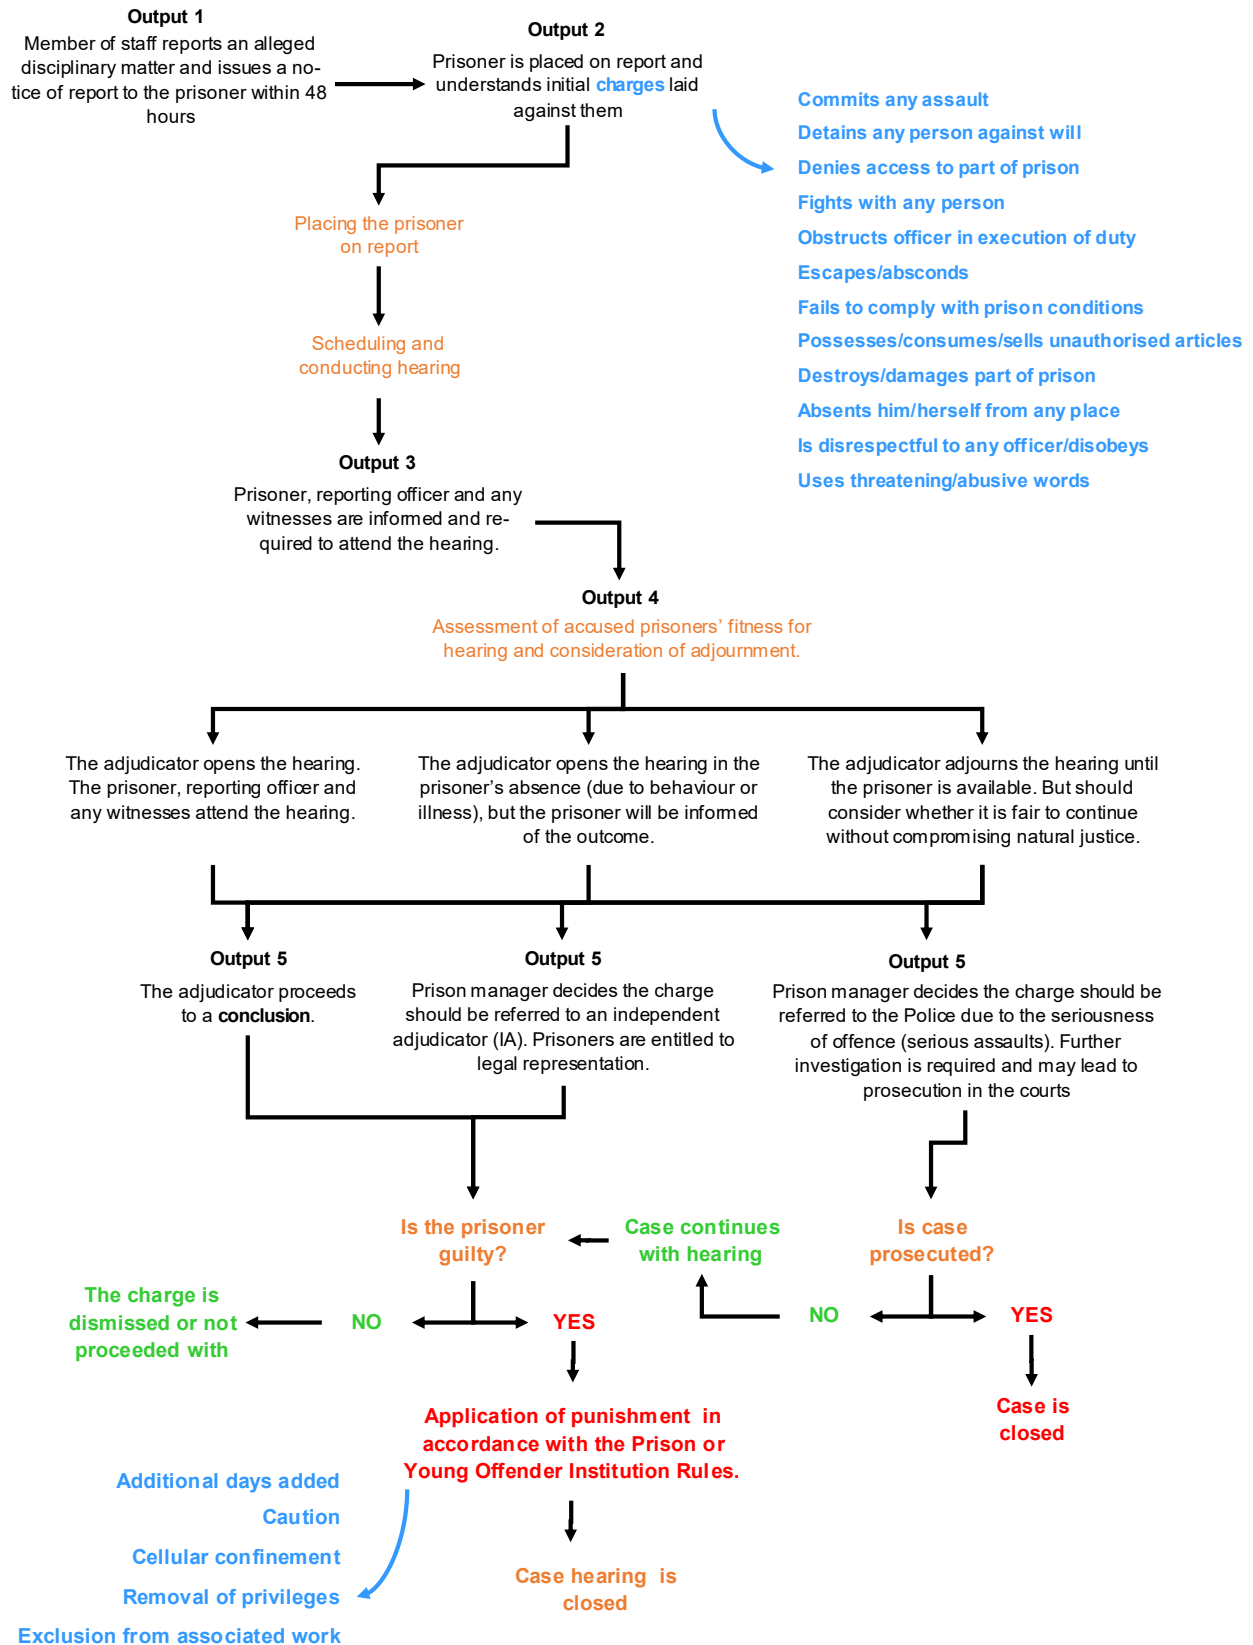 Output 1
Member of staff reports an alleged
disciplinary matter and issues a no-
tice of report to the prisoner within 48
hours
Output 2
Prisoner is placed on report and
understands initial charges laid
against them
Commits any assault
Detains any person against will
Denies access to part of prison
Fights with any person
Obstructs officer in execution of duty
Escapes/absconds
Fails to comply with prison conditions
Possesses/consumes/sells unauthorised articles
Destroys/damages part of prison
Absents him/herself from any place
Is disrespectful to any officer/disobeys
Uses threatening/abusive words
Placing the prisoner
on report
Scheduling and
conducting hearing
Output 3
Prisoner, reporting officer and any
witnesses are informed and re-
quired to attend the hearing.
Output 4
Assessment of accused prisoners’ fitness for
hearing and consideration of adjournment.
The adjudicator opens the hearing.
The prisoner, reporting officer and
any witnesses attend the hearing.
The adjudicator opens the hearing in the
prisoner’s absence (due to behaviour or
illness), but the prisoner will be informed
of the outcome.
The adjudicator adjourns the hearing until
the prisoner is available. But should
consider whether it is fair to continue
without compromising natural justice.
Output 5
The adjudicator proceeds
to a conclusion.
Output 5
Prison manager decides the charge
should be referred to an independent
adjudicator (IA). Prisoners are entitled to
legal representation.
Output 5
Prison manager decides the charge should be
referred to the Police due to the seriousness
of offence (serious assaults). Further
investigation is required and may lead to
prosecution in the courts
Is the prisoner
guilty?
Case continues
with hearing
Is case
prosecuted?
The charge is
dismissed or not
proceeded with
NO
YES
NO
YES
Case is
closed
Application of punishment in
accordance with the Prison or
Young Offender Institution Rules.
Additional days added
Caution
Cellular confinement
Removal of privileges
Exclusion from associated work
Case hearing is
closed